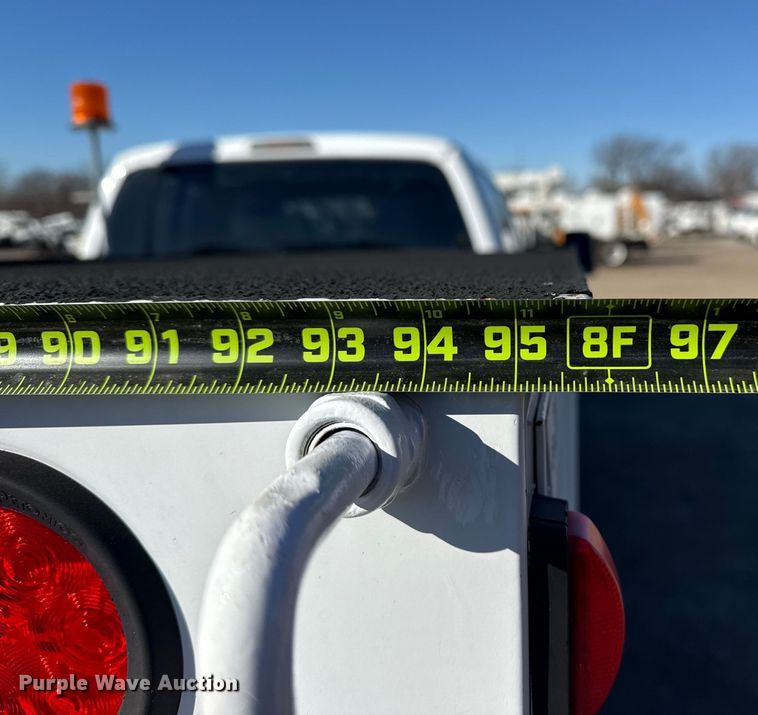 7 8 9 10 11 1
9 90 91 92 93 94 95 8F 97
Purple Wave Auction